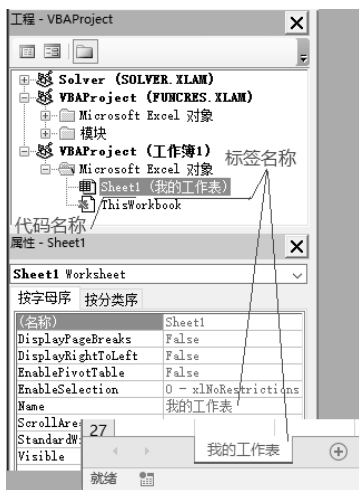 工程 - VBAProject
Solver (SOLVER.XLAM)
VBAProject (FUNCRES.XLAM)
Microsoft Excel 对象
模块
VBAProject (工作簿1)
标签名称
Microsoft Excel 对象
Sheet1 (我的工作表)
ThisWorkbook
代码名称
属性 - Sheet1
Sheet1 Worksheet
按字母序 按分类序
(名称) Sheet1
DisplayPageBreaks False
DisplayRightToLeft False
EnablePivotTable False
EnableSelection 0 - xlNoRestrictions
Name 我的工作表
ScrollAre
27
StandardW
我的工作表
Visible
就绪